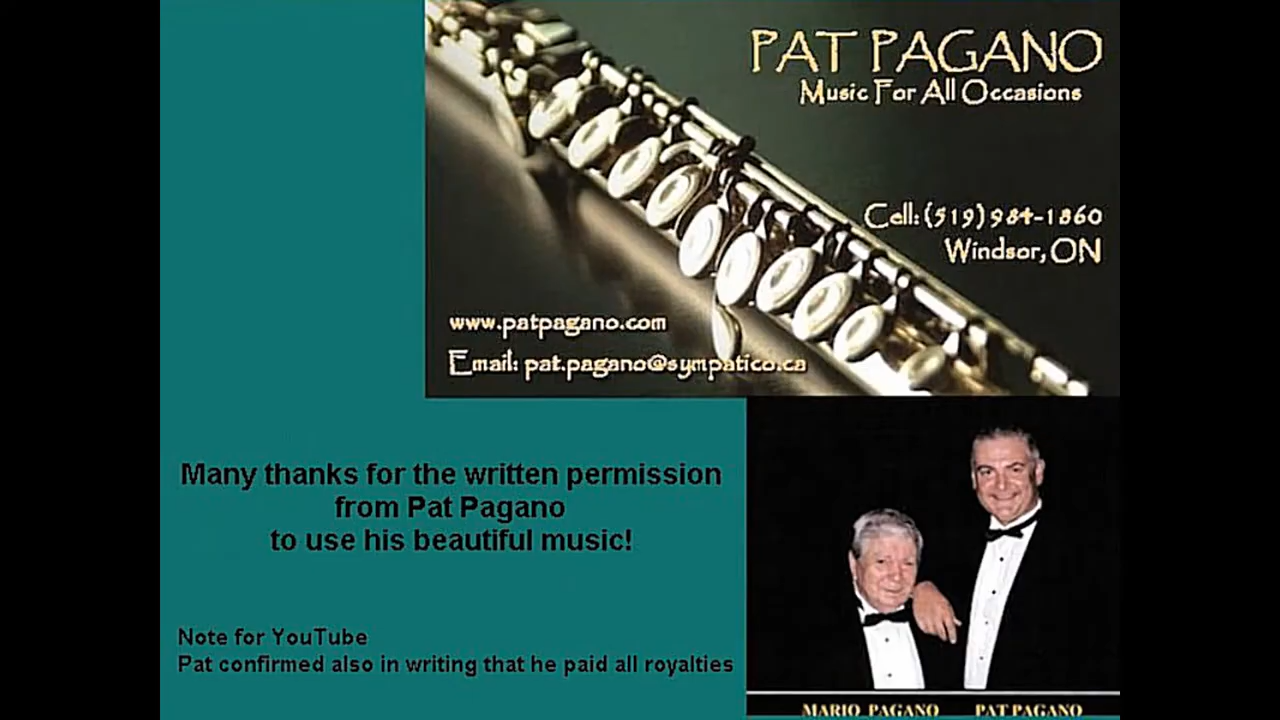 PAT PAGANO
Music For All Occasions
Cell: (519) 984-1860
Windsor, ON
www.patpagano.com
Email: pat.pagano@sympatico.ca
Many thanks for the written permission
from Pat Pagano
to use his beautiful music!
Note for YouTube
Pat confirmed also in writing that he paid all royalties
MARIO PAGANO PAT PAGANO